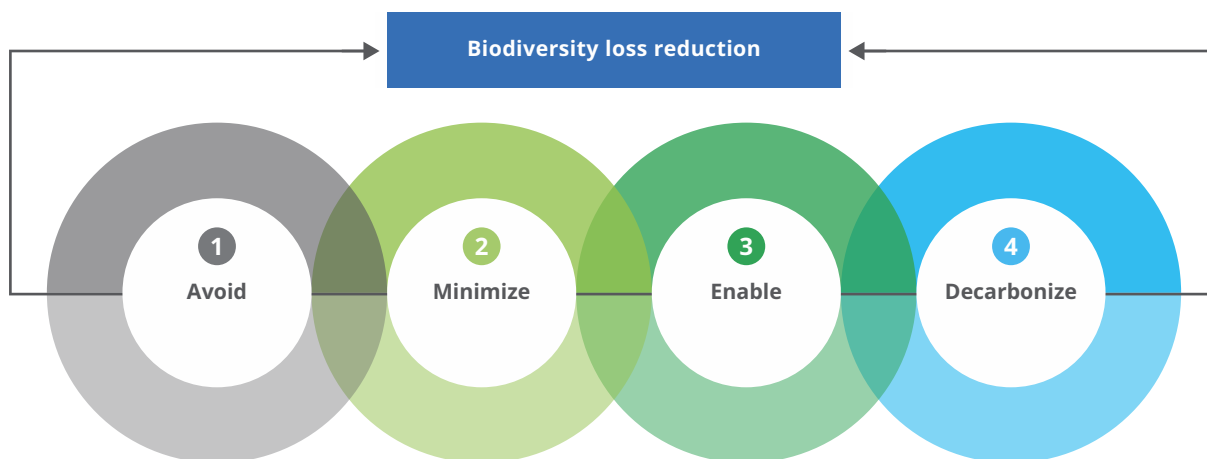 Biodiversity loss reduction
1
Avoid
2
Minimize
3
Enable
4
Decarbonize